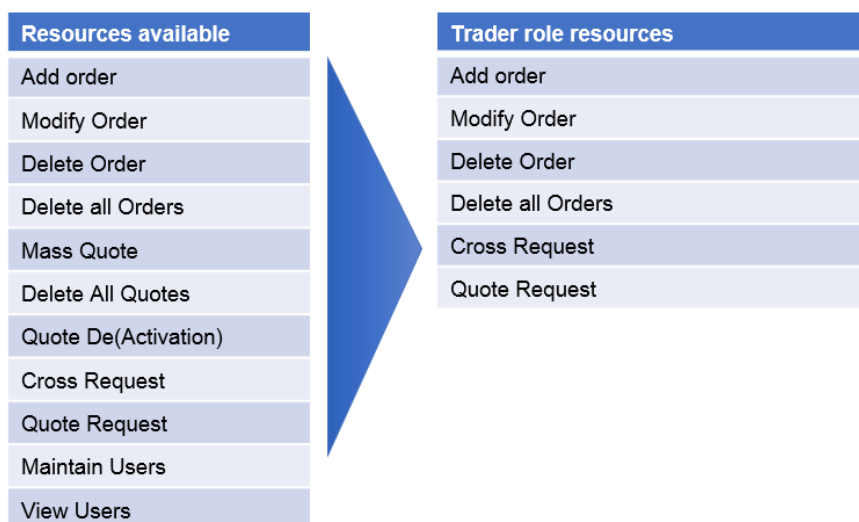 Resources available
Add order
Modify Order
Delete Order
Delete all Orders
Mass Quote
Delete All Quotes
Quote De(Activation)
Cross Request
Quote Request
Maintain Users
View Users
Trader role resources
Add order
Modify Order
Delete Order
Delete all Orders
Cross Request
Quote Request